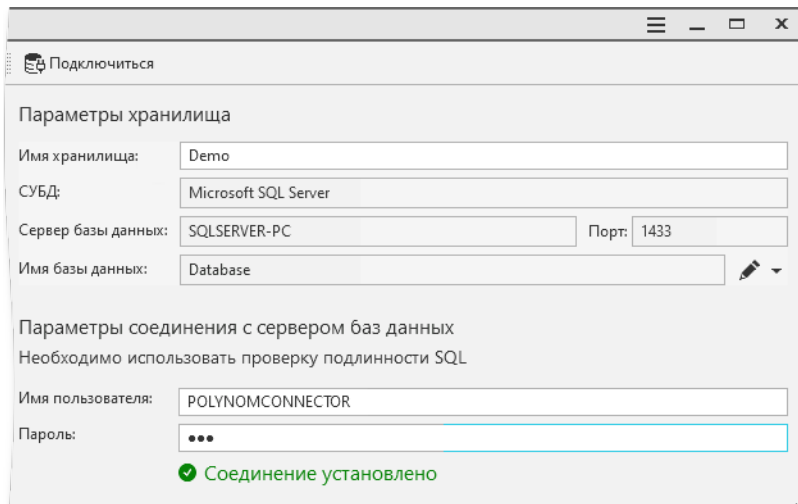 Подключиться
Параметры хранилища
Имя хранилища: Demo
СУБД: Microsoft SQL Server
Сервер базы данных: SQLSERVER-PC Порт: 1433
Имя базы данных: Database
Параметры соединения с сервером баз данных
Необходимо использовать проверку подлинности SQL
Имя пользователя: POLYNOMCONNECTOR
Пароль: •••
Соединение установлено